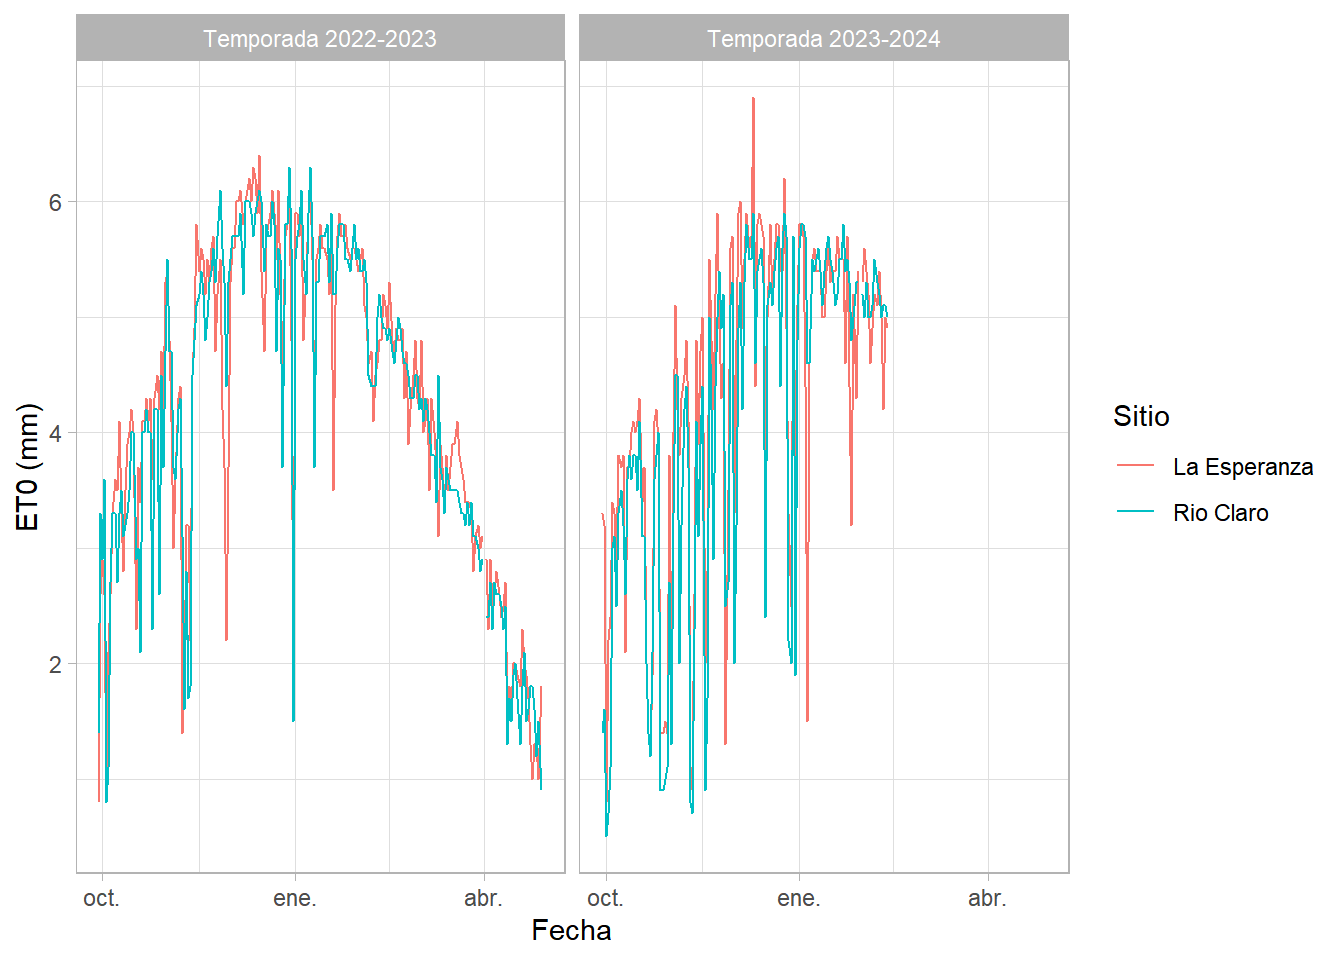 Temporada 2022-2023
Temporada 2023-2024
ET0 (mm)
6
4
2
oct.
ene.
abr.
oct.
ene.
abr.
Fecha
Sitio
La Esperanza
Rio Claro